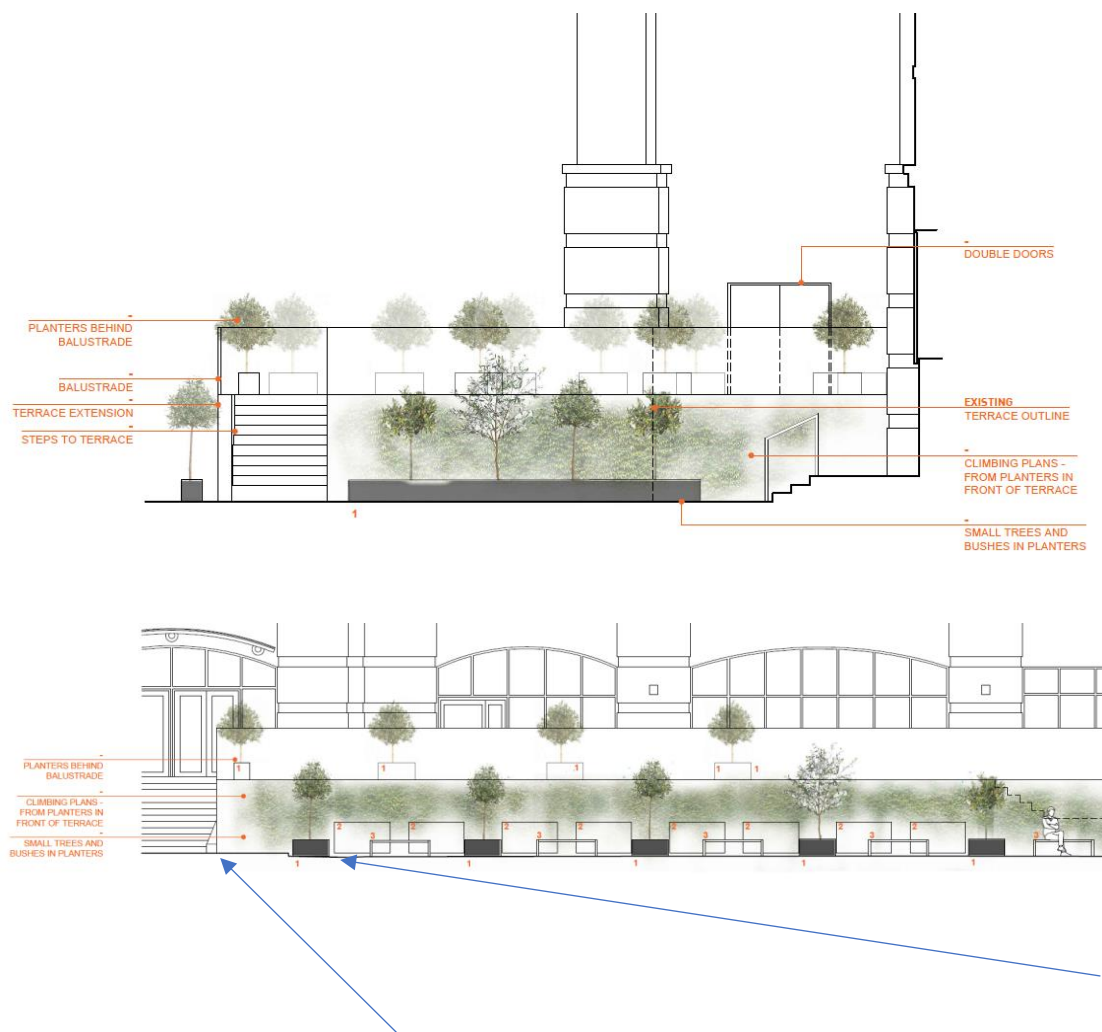 -
DOUBLE DOORS
-
PLANTERS BEHIND
BALUSTRADE
-
BALUSTRADE
-
TERRACE EXTENSION
-
STEPS TO TERRACE
EXISTING
TERRACE OUTLINE
-
CLIMBING PLANS -
FROM PLANTERS IN
FRONT OF TERRACE
1
-
SMALL TREES AND
BUSHES IN PLANTERS
-
PLANTERS BEHIND
BALUSTRADE
1 1 1 1 1
-
CLIMBING PLANS -
FROM PLANTERS IN
FRONT OF TERRACE
-
SMALL TREES AND
BUSHES IN PLANTERS
2 2 2 2 2 2 2 2
3 3 3 3 3
1 1 1 1 1